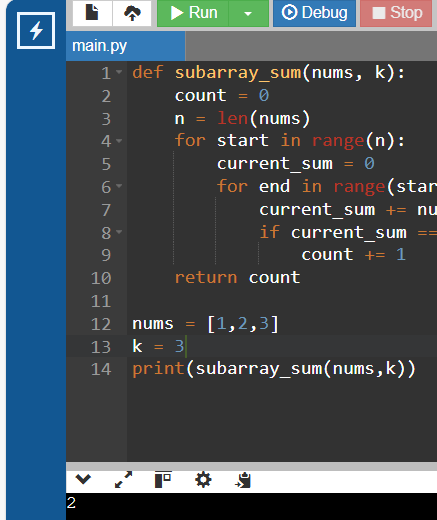 Run Debug Stop
main.py
1 def subarray_sum(nums, k):
2 count = 0
3 n = len(nums)
4 for start in range(n):
5 current_sum = 0
6 for end in range(star
7 current_sum += nu
8 if current_sum ==
9 count += 1
10 return count
11
12 nums = [1,2,3]
13 k = 3
14 print(subarray_sum(nums,k))
2